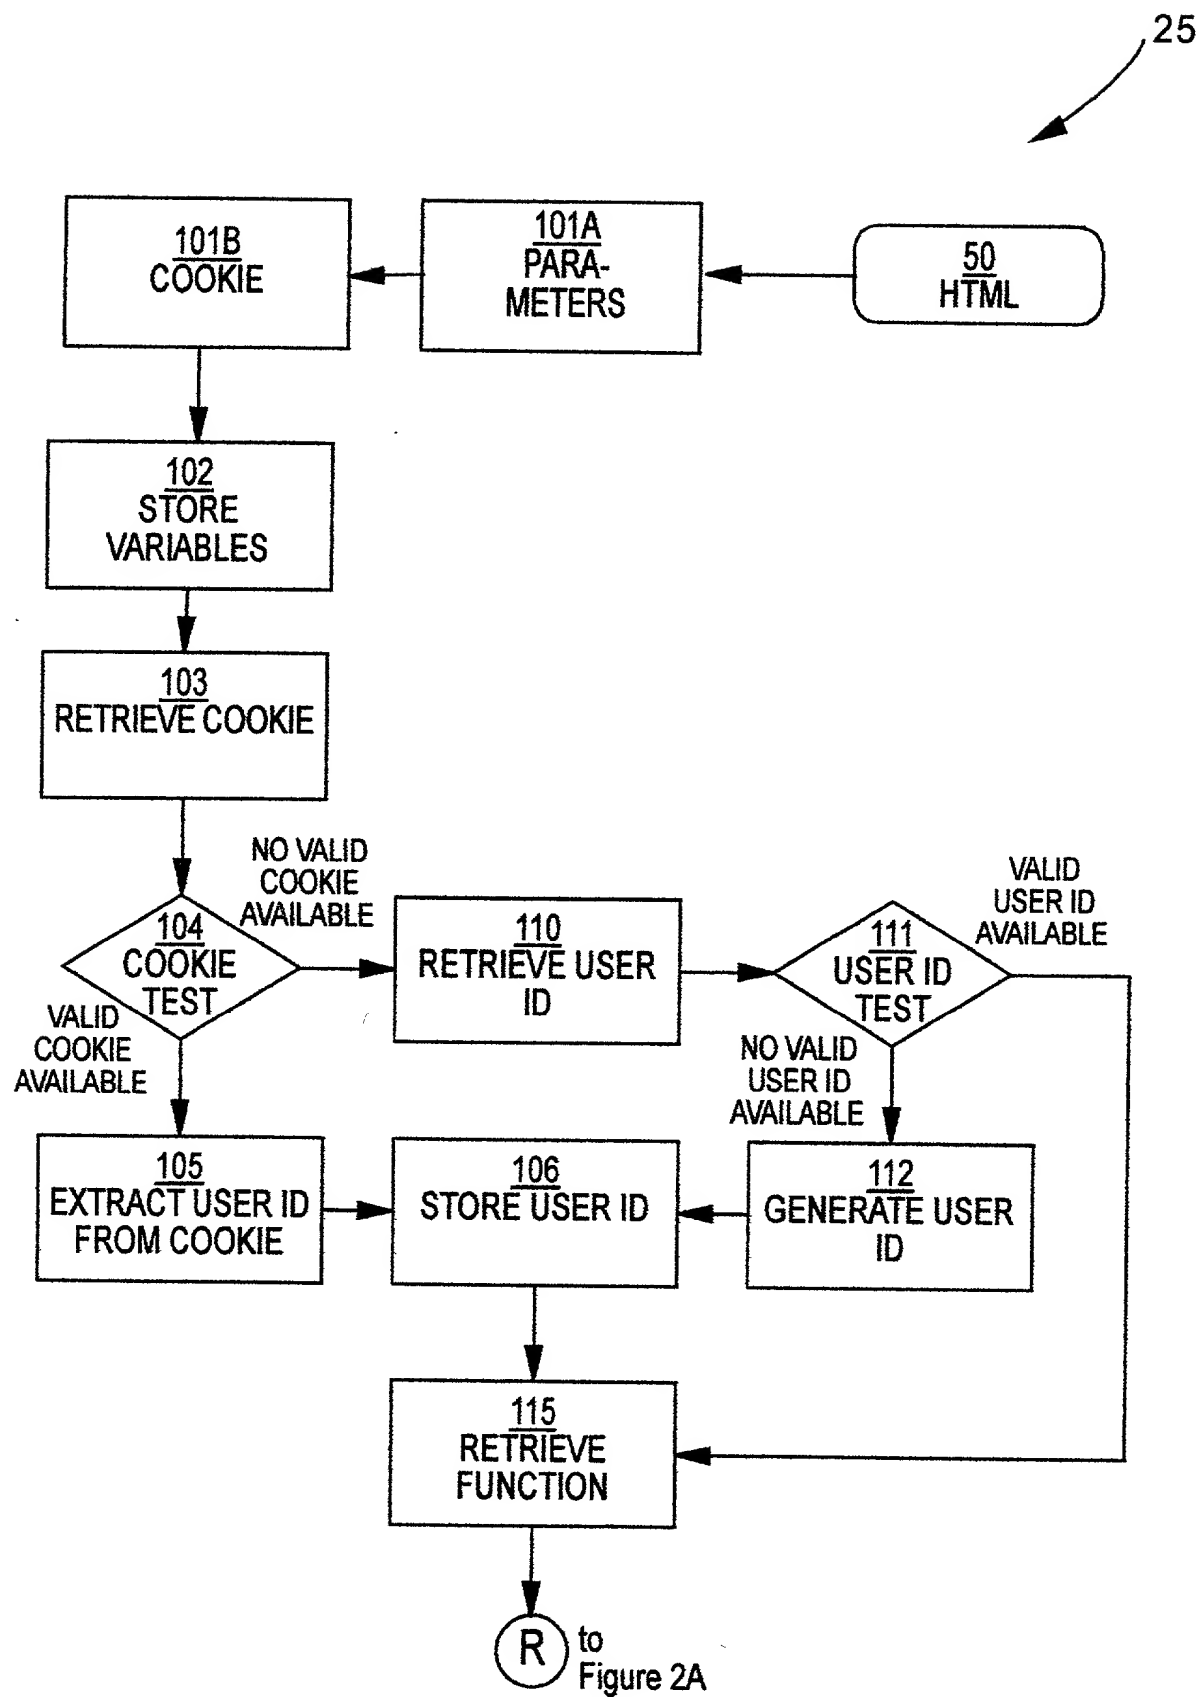 25
101B
COOKIE
101A
PARA-
METERS
50
HTML
102
STORE
VARIABLES
103
RETRIEVE COOKIE
NO VALID
COOKIE
AVAILABLE
VALID
USER ID
AVAILABLE
104
COOKIE
TEST
110
RETRIEVE USER
ID
111
USER ID
TEST
VALID
COOKIE
AVAILABLE
NO VALID
USER ID
AVAILABLE
105
EXTRACT USER ID
FROM COOKIE
106
STORE USER ID
112
GENERATE USER
ID
115
RETRIEVE
FUNCTION
R
to
Figure 2A